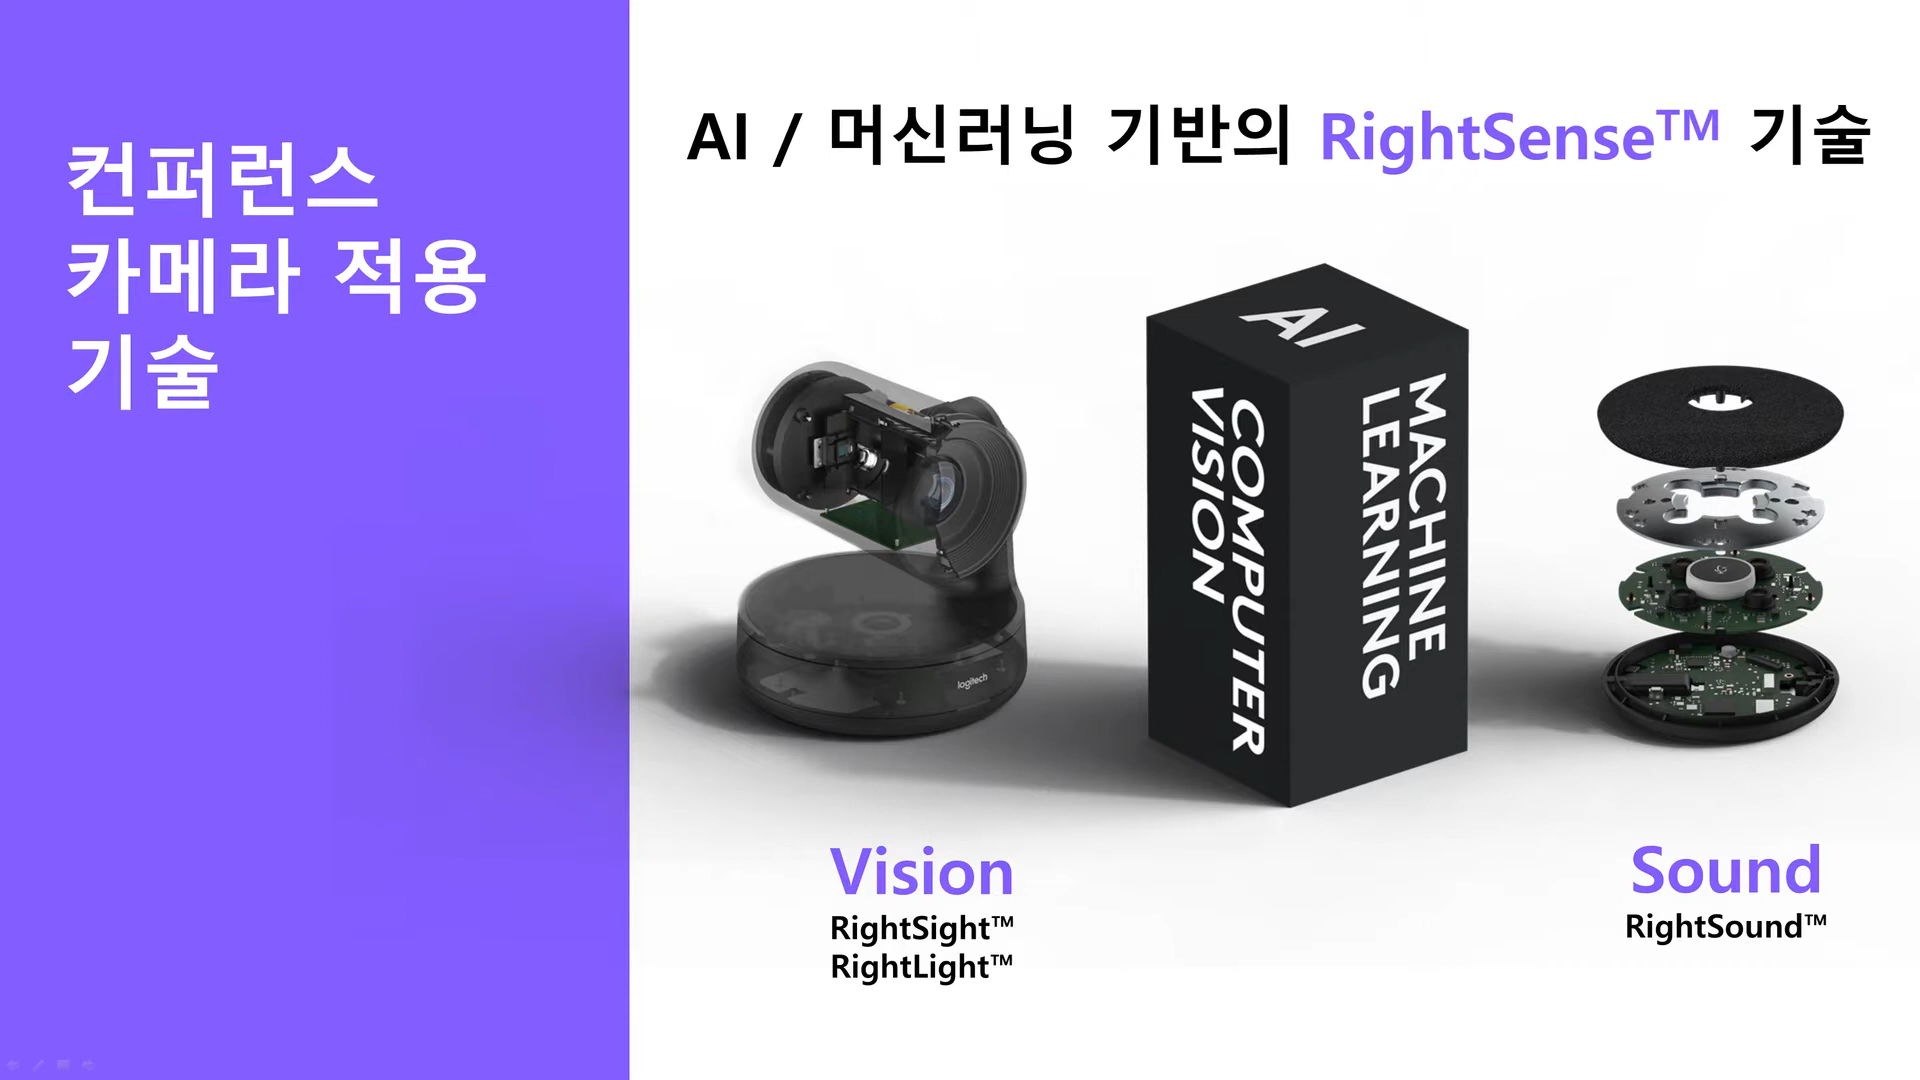 컨퍼런스
카메라 적용
기술
AI / 머신러닝 기반의 RightSense™ 기술
logitech
AI
COMPUTER
VISION
MACHINE
LEARNING
Vision
RightSight™
RightLight™
Sound
RightSound™